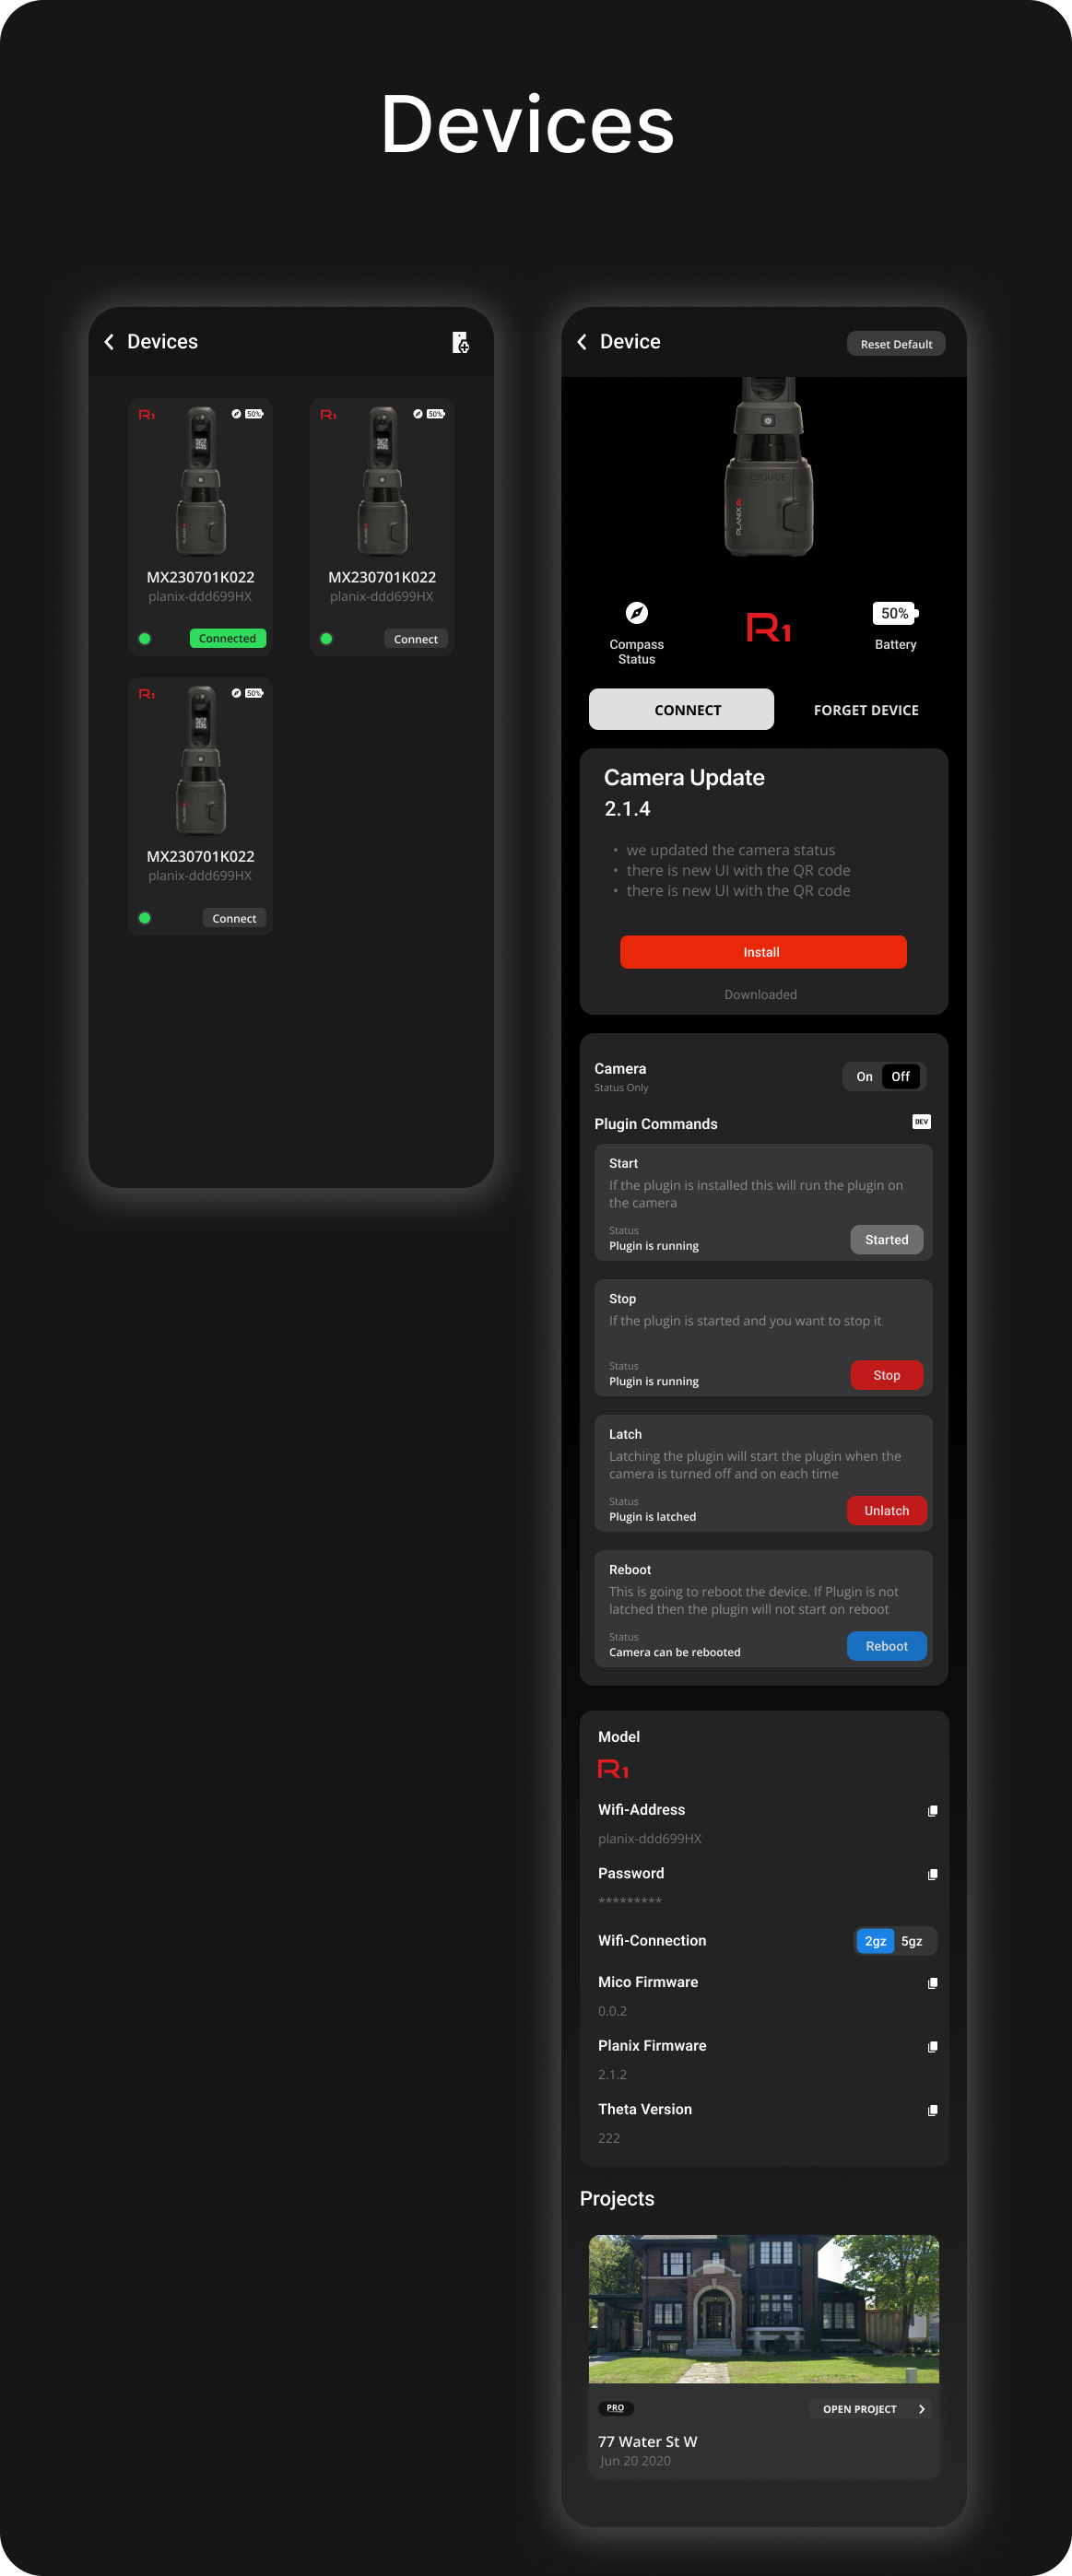 Devices
Devices
R1
50%
MX230701K022
planix-ddd699HX
Connected
R1
50%
MX230701K022
planix-ddd699HX
Connect
R1
50%
MX230701K022
planix-ddd699HX
Connect
Device
Reset Default
PLANIX R1
Compass
Status
R1
50%
Battery
CONNECT
FORGET DEVICE
Camera Update
2.1.4
• we updated the camera status
• there is new UI with the QR code
• there is new UI with the QR code
Install
Downloaded
Camera
Status Only
On Off
Plugin Commands
DEV
Start
If the plugin is installed this will run the plugin on
the camera
Status
Plugin is running
Started
Stop
If the plugin is started and you want to stop it
Status
Plugin is running
Stop
Latch
Latching the plugin will start the plugin when the
camera is turned off and on each time
Status
Plugin is latched
Unlatch
Reboot
This is going to reboot the device. If Plugin is not
latched then the plugin will not start on reboot
Status
Camera can be rebooted
Reboot
Model
R1
Wifi-Address
planix-ddd699HX
Password
*********
Wifi-Connection
2gz 5gz
Mico Firmware
0.0.2
Planix Firmware
2.1.2
Theta Version
222
Projects
PRO
OPEN PROJECT
77 Water St W
Jun 20 2020